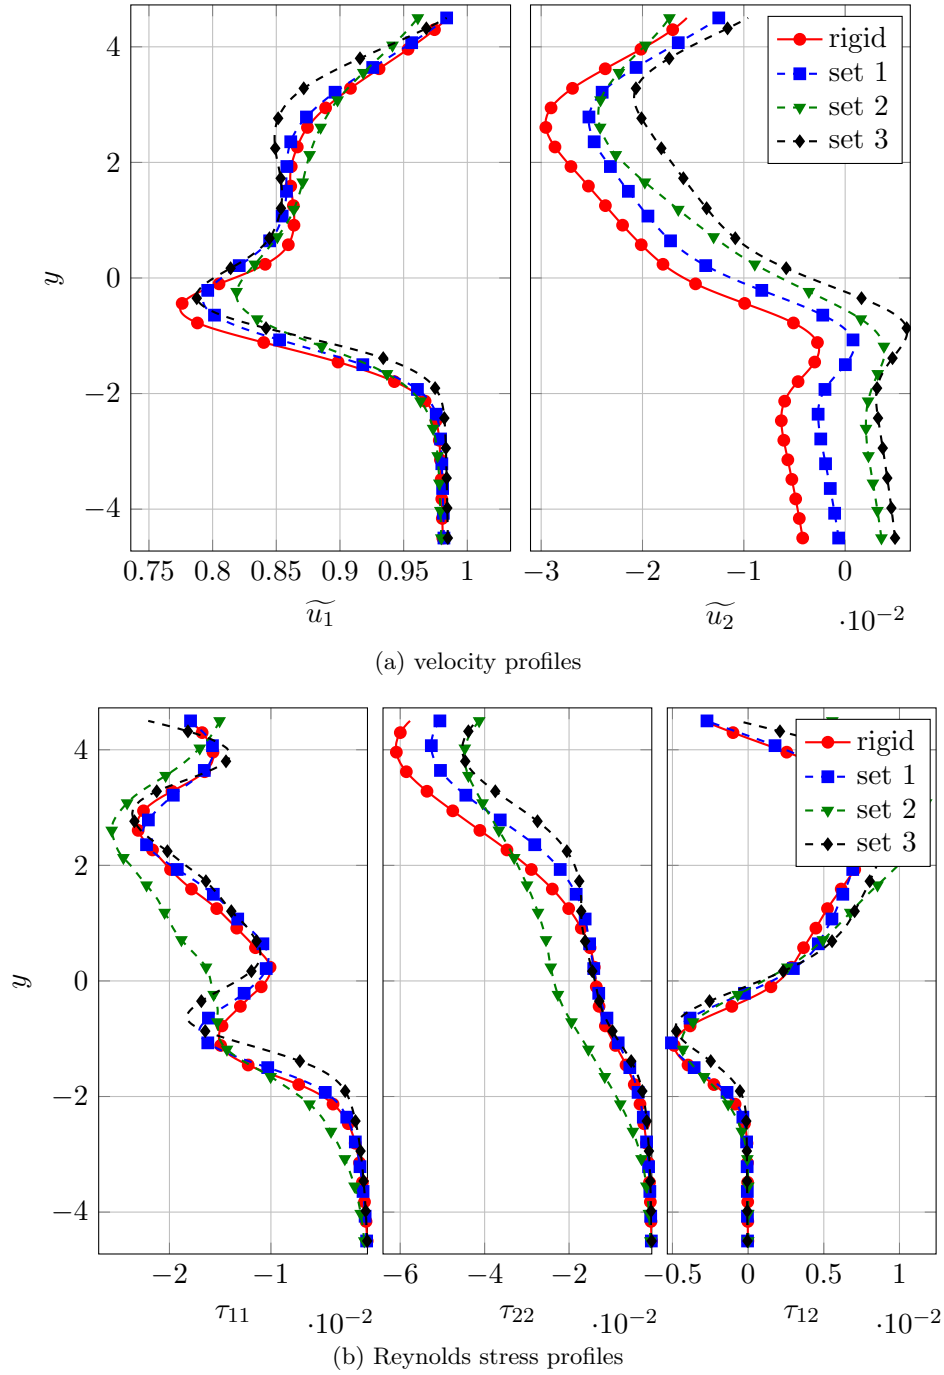 4
2
0
−2
−4
y
0.75 0.8 0.85 0.9 0.95 1
u1
−3 −2 −1 0
u2
·10−2
rigid
set 1
set 2
set 3
(a) velocity profiles
4
2
0
−2
−4
y
−2 −1
τ11
·10−2
−6 −4 −2
τ22
·10−2
−0.5 0 0.5 1
τ12
·10−2
rigid
set 1
set 2
set 3
(b) Reynolds stress profiles